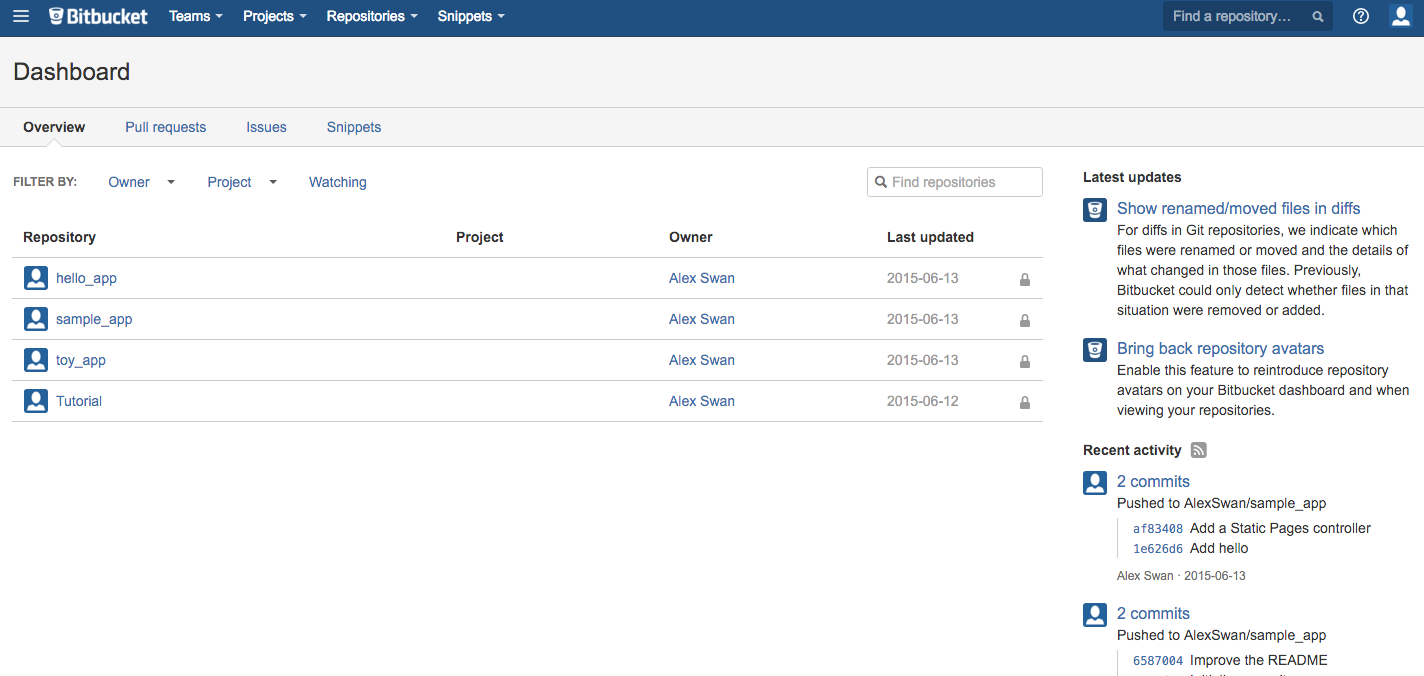 Bitbucket Teams Projects Repositories Snippets Find a repository...
Dashboard
Overview Pull requests Issues Snippets
FILTER BY: Owner Project Watching Find repositories
Repository Project Owner Last updated
hello_app Alex Swan 2015-06-13
sample_app Alex Swan 2015-06-13
toy_app Alex Swan 2015-06-13
Tutorial Alex Swan 2015-06-12
Latest updates
Show renamed/moved files in diffs
For diffs in Git repositories, we indicate which
files were renamed or moved and the details of
what changed in those files. Previously,
Bitbucket could only detect whether files in that
situation were removed or added.
Bring back repository avatars
Enable this feature to reintroduce repository
avatars on your Bitbucket dashboard and when
viewing your repositories.
Recent activity
2 commits
Pushed to AlexSwan/sample_app
af83408 Add a Static Pages controller
1e626d6 Add hello
Alex Swan · 2015-06-13
2 commits
Pushed to AlexSwan/sample_app
6587004 Improve the README